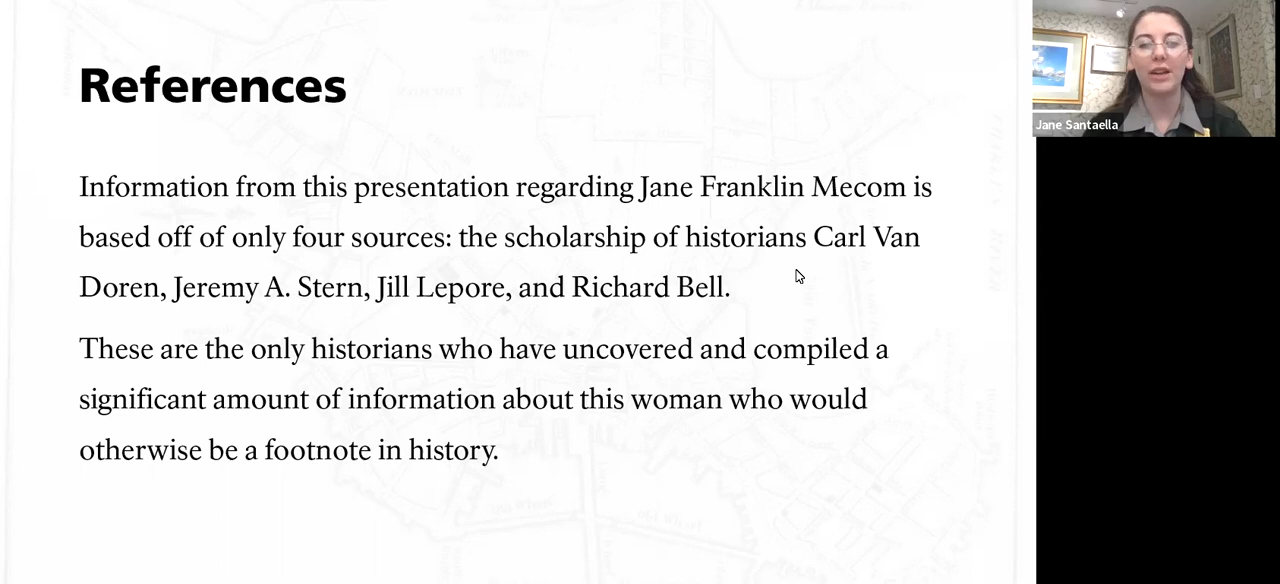 References
Information from this presentation regarding Jane Franklin Mecom is
based off of only four sources: the scholarship of historians Carl Van
Doren, Jeremy A. Stern, Jill Lepore, and Richard Bell.
These are the only historians who have uncovered and compiled a
significant amount of information about this woman who would
otherwise be a footnote in history.
Jane Santaella